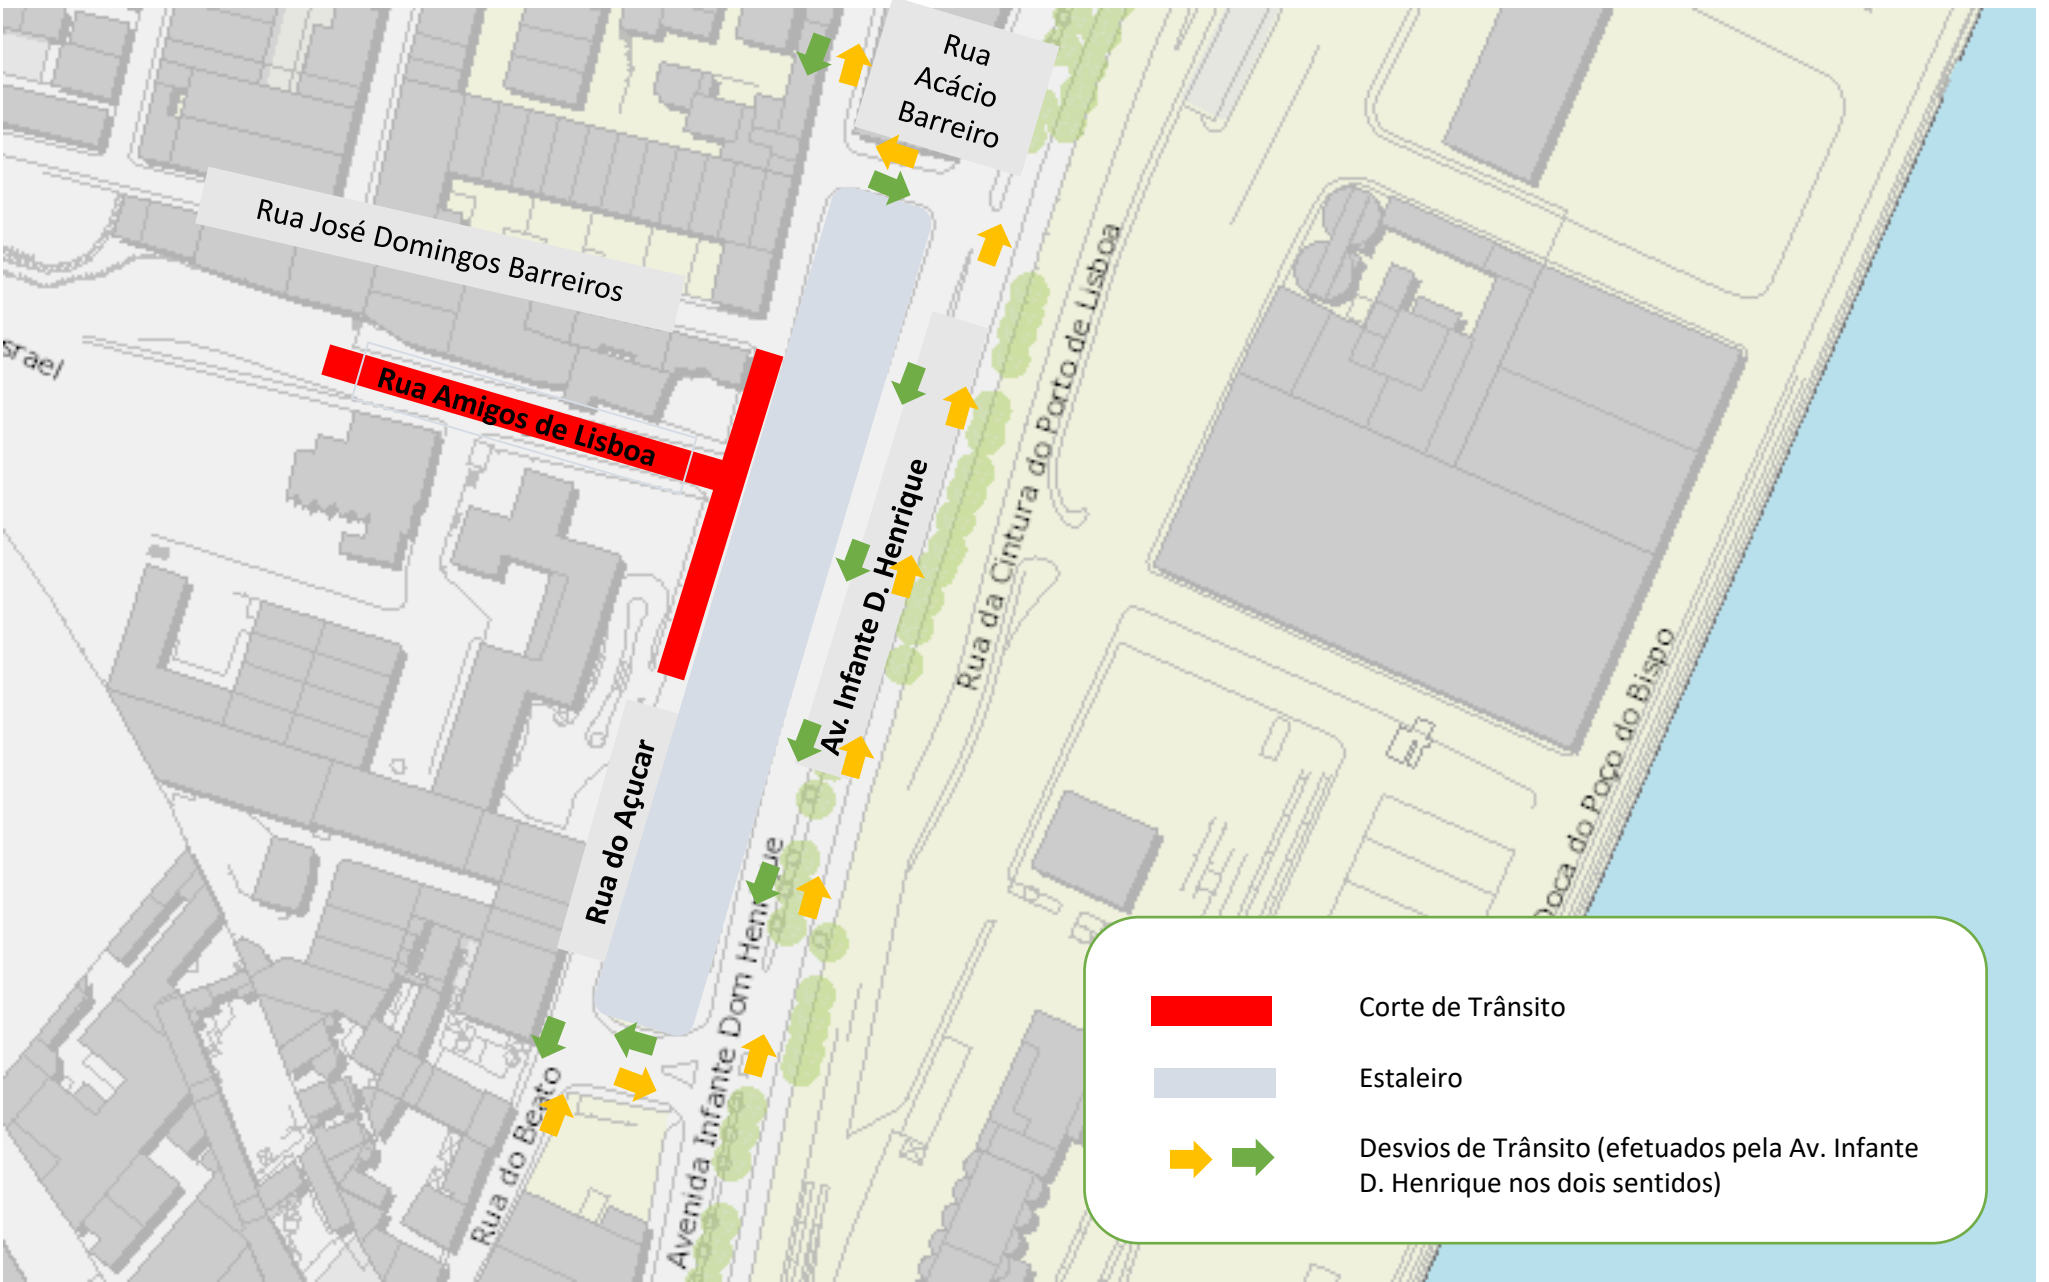 Rua
Acácio
Barreiro
Rua José Domingos Barreiros
srael
Rua Amigos de Lisboa
Rua da Cintura do Porto de Lisboa
Av. Infante D. Henrique
Rua do Açucar
Avenida Infante Dom Henrique
Rua do Beato
Doca do Poço do Bispo
Corte de Trânsito
Estaleiro
Desvios de Trânsito (efetuados pela Av. Infante
D. Henrique nos dois sentidos)